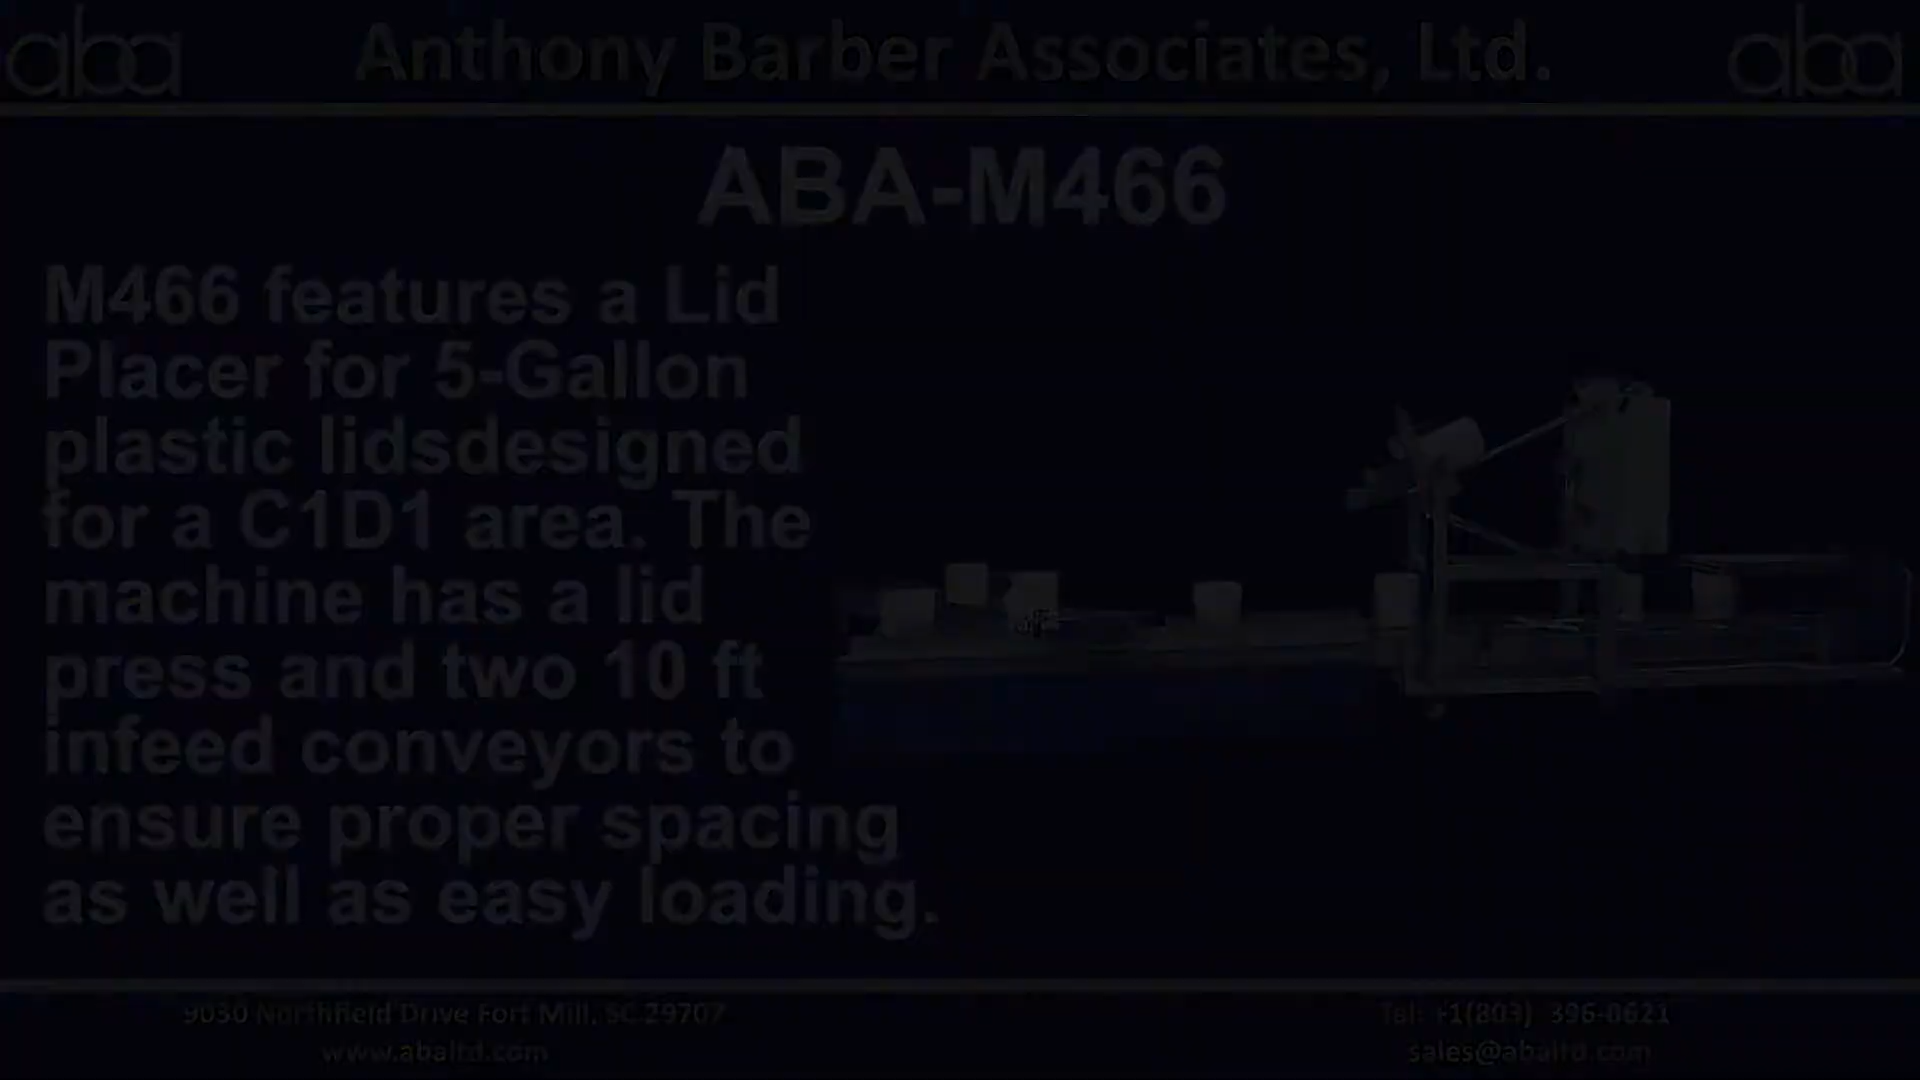 aba Anthony Barber Associates, Ltd. aba
ABA-M466
M466 features a Lid
Placer for 5-Gallon
plastic lidsdesigned
for a C1D1 area. The
machine has a lid
press and two 10 ft
infeed conveyors to
ensure proper spacing
as well as easy loading.
9030 Northfield Drive Fort Mill, SC 29707
Tel: +1(803) 396-0621
www.abaltd.com
sales@abaltd.com